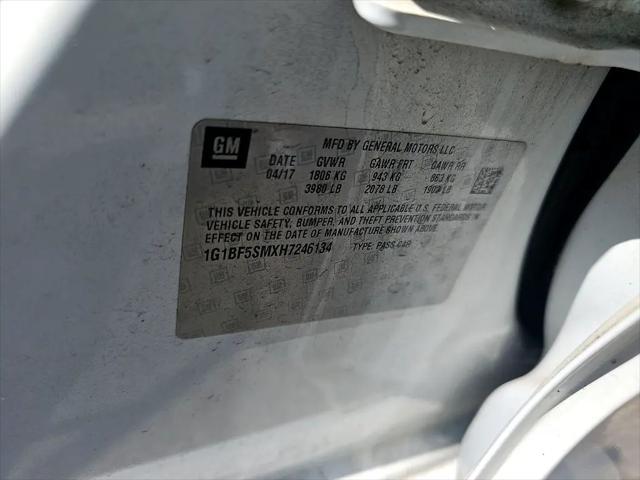 GM
MFD BY GENERAL MOTORS LLC
DATE GVWR GAWR FRT GAWR RR
04/17 1806 KG 943 KG 863 KG
3980 LB 2078 LB 1902 LB
THIS VEHICLE CONFORMS TO ALL APPLICABLE U.S. FEDERAL MOTOR
VEHICLE SAFETY, BUMPER, AND THEFT PREVENTION STANDARDS IN
EFFECT ON THE DATE OF MANUFACTURE SHOWN ABOVE.
1G1BF5SMXH7246134 TYPE: PASS CAR